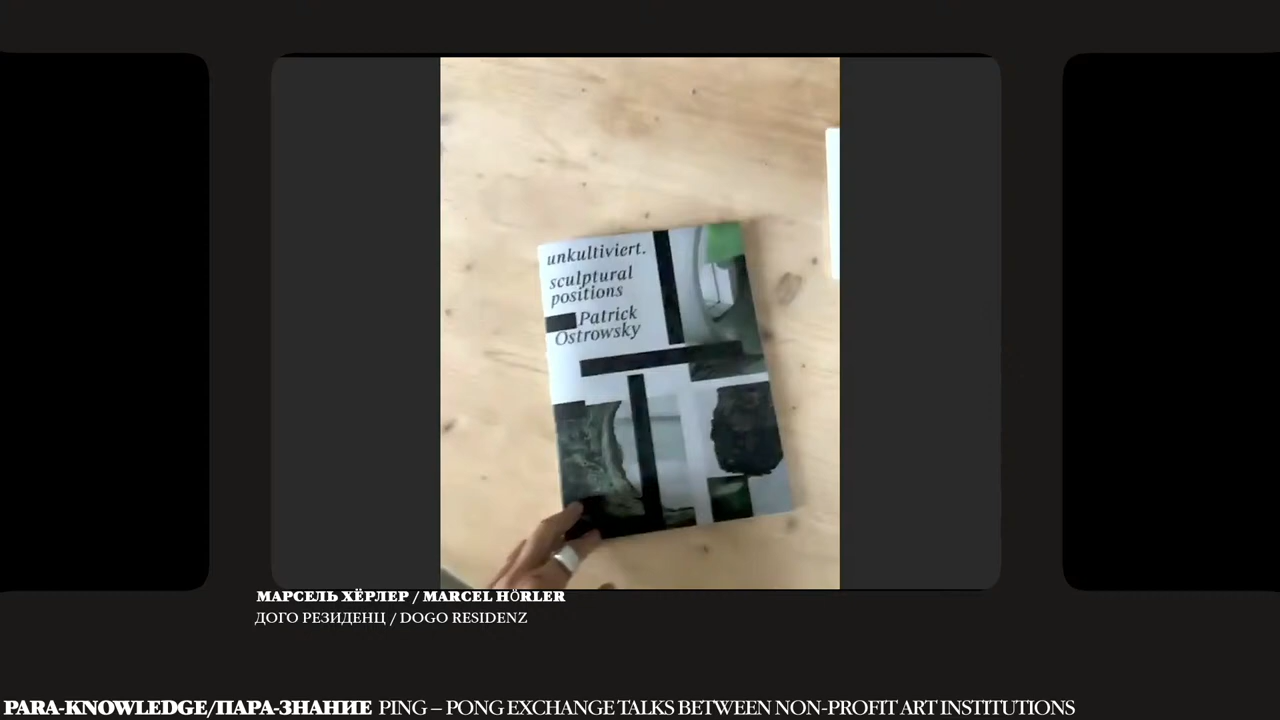 unkultiviert.
sculptural
positions
Patrick
Ostrowsky
МАРСЕЛЬ ХЁРЛЕР / MARCEL HÖRLER
ДОГО РЕЗИДЕНЦ / DOGO RESIDENZ
PARA-KNOWLEDGE/ПАРА-ЗНАНИЕ PING – PONG EXCHANGE TALKS BETWEEN NON-PROFIT ART INSTITUTIONS